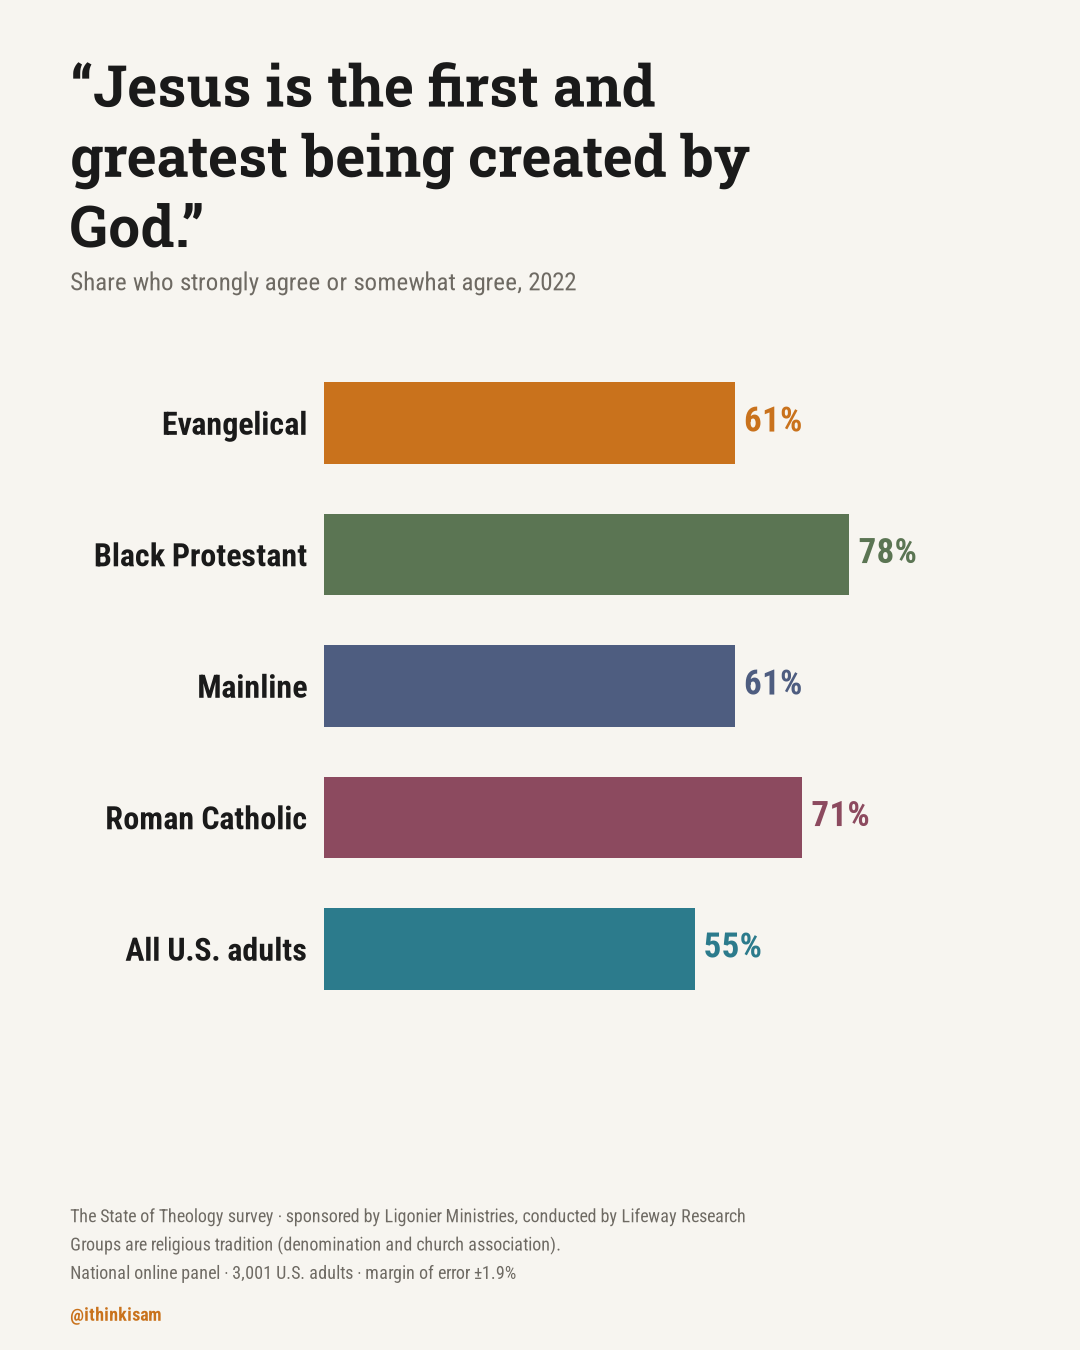 “Jesus is the first and
greatest being created by
God.”
Share who strongly agree or somewhat agree, 2022
Evangelical 61%
Black Protestant 78%
Mainline 61%
Roman Catholic 71%
All U.S. adults 55%
The State of Theology survey · sponsored by Ligonier Ministries, conducted by Lifeway Research
Groups are religious tradition (denomination and church association).
National online panel · 3,001 U.S. adults · margin of error ±1.9%
@ithinkisam